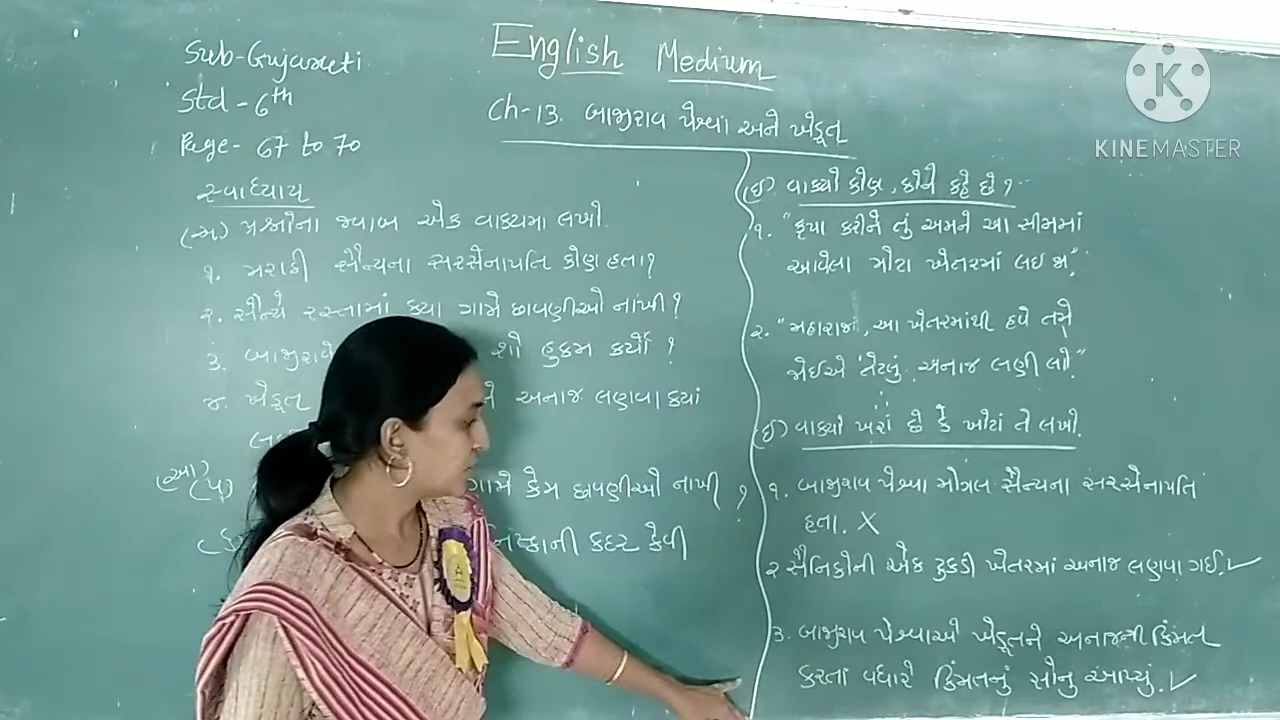 Sub-Gujarati
Std - 6th
Page - 67 to 70
English Medium
Ch-13. બાજીરાવ પેશ્વા અને ખેડૂત
સ્વાધ્યાય
(અ) પ્રશ્નોના જવાબ એક વાક્યમા લખો.
૧. મરાઠી સૈન્યના સરસેનાપતિ કોણ હતા?
૨. સૈન્યે રસ્તામાં કયા ગામે છાવણીઓ નાખી?
૩. બાજીરાવે શો હુકમ કર્યો?
૪. ખેડૂત અનાજ લણવા કયાં
(આ)
(૫) ગામે કેમ છાવણીઓ નાખી?
કદર કેવી
(ઇ) વાક્યો કોણ, કોને કહે છે?
૧. "કૃપા કરીને તું અમને આ સીમમાં
આવેલા મોટા ખેતરમાં લઇ જા."
૨. "મહારાજા, આ ખેતરમાંથી હવે તમે
જોઈએ તેટલું અનાજ લણી લો."
(ઈ) વાક્યો ખરાં છે કે ખોટાં તે લખો.
૧. બાજીરાવ પેશ્વા મોગલ સૈન્યના સરસેનાપતિ
હતા. X
૨ સૈનિકોની એક ટુકડી ખેતરમાં અનાજ લણવા ગઈ. ✓
૩. બાજીરાવ પેશ્વાએ ખેડૂતને અનાજની કિંમત
કરતાં વધારે કિંમતનું સોનુ આપ્યું. ✓
KINEMASTER